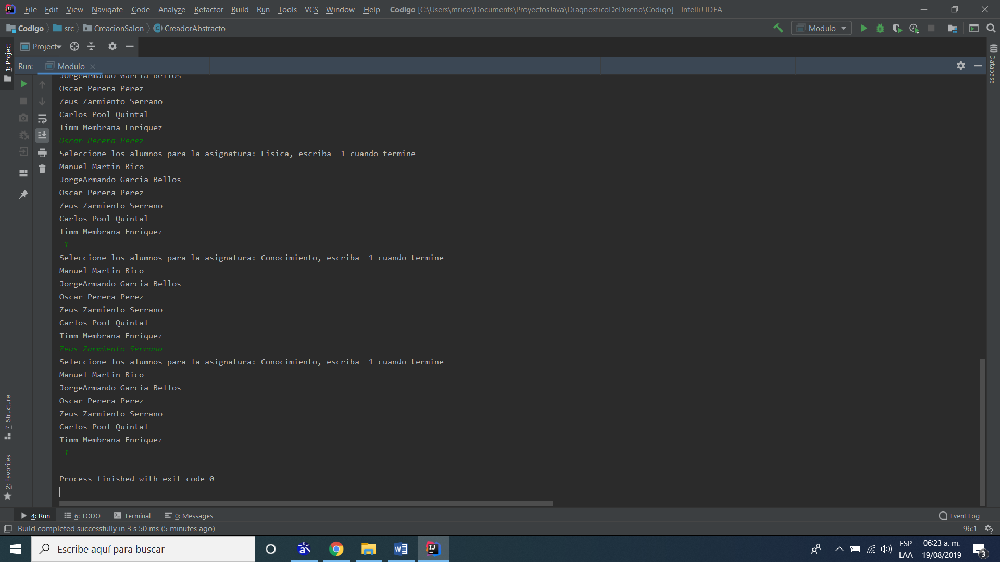 File Edit View Navigate Code Analyze Refactor Build Run Tools VCS Window Help Codigo [C:\Users\mrico\Documents\ProyectosJava\DiagnosticoDeDiseno\Codigo] - IntelliJ IDEA
Codigo src CreacionSalon CreadorAbstracto
Modulo
1: Project
Project
Database
Run: Modulo
JorgeArmando Garcia Bellos
Oscar Perera Perez
Zeus Zarmiento Serrano
Carlos Pool Quintal
Timm Membrana Enriquez
Oscar Perera Perez
Seleccione los alumnos para la asignatura: Fisica, escriba -1 cuando termine
Manuel Martin Rico
JorgeArmando Garcia Bellos
Oscar Perera Perez
Zeus Zarmiento Serrano
Carlos Pool Quintal
Timm Membrana Enriquez
-1
Seleccione los alumnos para la asignatura: Conocimiento, escriba -1 cuando termine
Manuel Martin Rico
JorgeArmando Garcia Bellos
Oscar Perera Perez
Zeus Zarmiento Serrano
Carlos Pool Quintal
Timm Membrana Enriquez
Zeus Zarmiento Serrano
Seleccione los alumnos para la asignatura: Conocimiento, escriba -1 cuando termine
Manuel Martin Rico
JorgeArmando Garcia Bellos
Oscar Perera Perez
Zeus Zarmiento Serrano
Carlos Pool Quintal
Timm Membrana Enriquez
-1
Process finished with exit code 0
7: Structure
2: Favorites
4: Run 6: TODO Terminal 0: Messages Event Log
Build completed successfully in 3 s 50 ms (5 minutes ago) 96:1
Escribe aquí para buscar
ESP
LAA
06:23 a. m.
19/08/2019
3